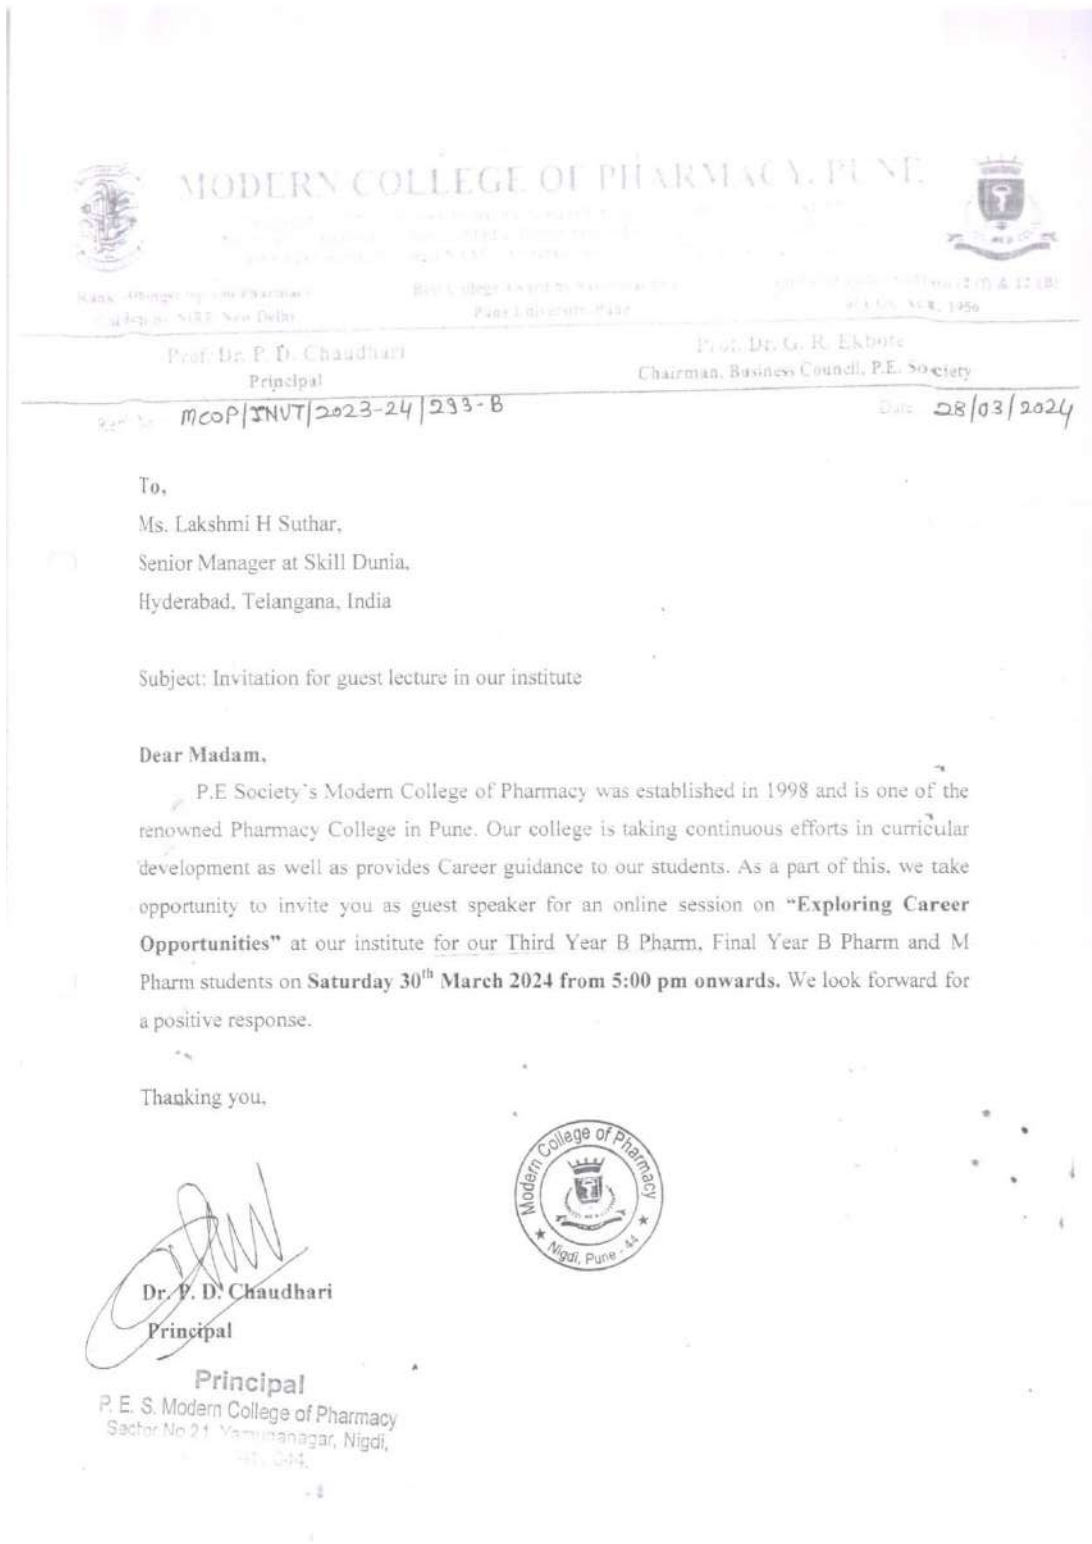 MODERN COLLEGE OF PHARMACY, PUNE
Pune University, Pune
Prof. Dr. P. D. Chaudhari
Principal
Prof. Dr. G. R. Ekbote
Chairman, Business Council, P.E. Society
MCOP/INVT/2023-24/293-B
Date 28/03/2024
To,
Ms. Lakshmi H Suthar,
Senior Manager at Skill Dunia,
Hyderabad, Telangana, India
Subject: Invitation for guest lecture in our institute
Dear Madam,
P.E Society's Modern College of Pharmacy was established in 1998 and is one of the
renowned Pharmacy College in Pune. Our college is taking continuous efforts in curricular
development as well as provides Career guidance to our students. As a part of this, we take
opportunity to invite you as guest speaker for an online session on “Exploring Career
Opportunities” at our institute for our Third Year B Pharm, Final Year B Pharm and M
Pharm students on Saturday 30th March 2024 from 5:00 pm onwards. We look forward for
a positive response.
Thanking you,
Modern College of Pharmacy
★ Nigdi, Pune - 44 ★
Dr. P. D. Chaudhari
Principal
Principal
P. E. S. Modern College of Pharmacy
Sector No 21, Yamunanagar, Nigdi,